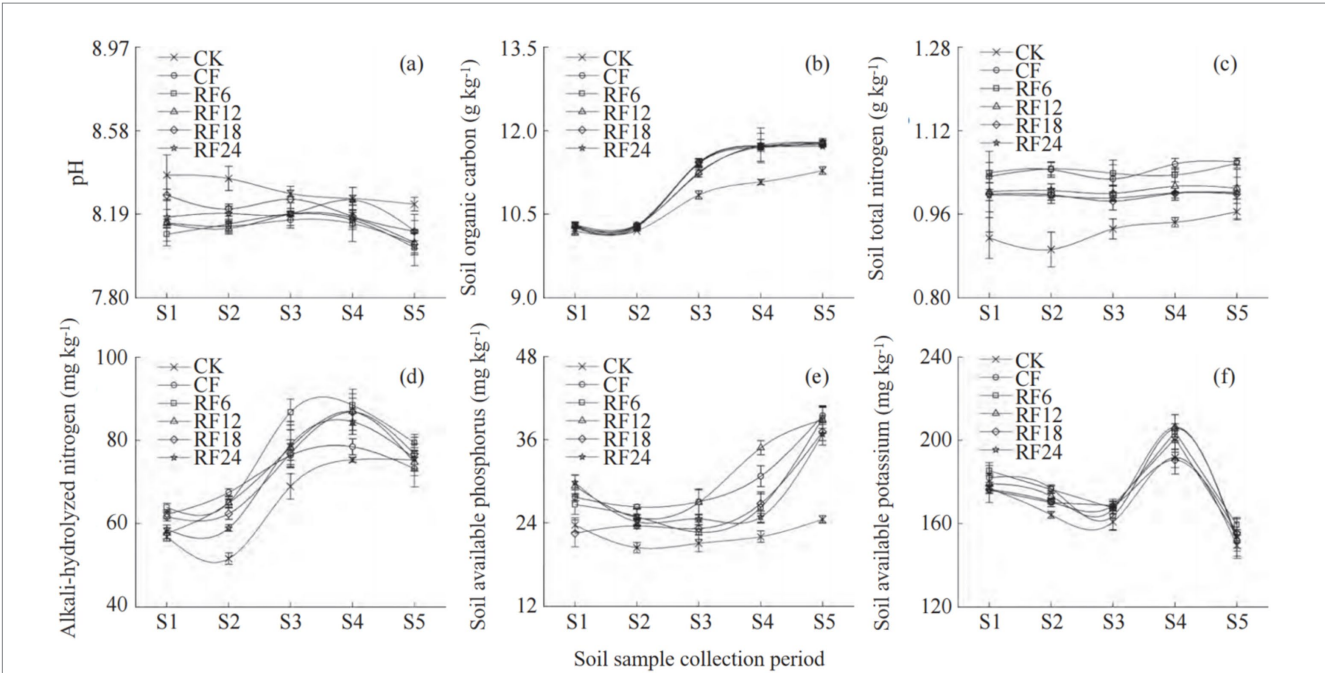 (a)
pH
8.97
8.58
8.19
7.80
CK
CF
RF6
RF12
RF18
RF24
S1 S2 S3 S4 S5
(b)
Soil organic carbon (g kg⁻¹)
13.5
12.0
10.5
9.0
CK
CF
RF6
RF12
RF18
RF24
S1 S2 S3 S4 S5
(c)
Soil total nitrogen (g kg⁻¹)
1.28
1.12
0.96
0.80
CK
CF
RF6
RF12
RF18
RF24
S1 S2 S3 S4 S5
(d)
Alkali-hydrolyzed nitrogen (mg kg⁻¹)
100
80
60
40
CK
CF
RF6
RF12
RF18
RF24
S1 S2 S3 S4 S5
(e)
Soil available phosphorus (mg kg⁻¹)
48
36
24
12
CK
CF
RF6
RF12
RF18
RF24
S1 S2 S3 S4 S5
(f)
Soil available potassium (mg kg⁻¹)
240
200
160
120
CK
CF
RF6
RF12
RF18
RF24
S1 S2 S3 S4 S5
Soil sample collection period